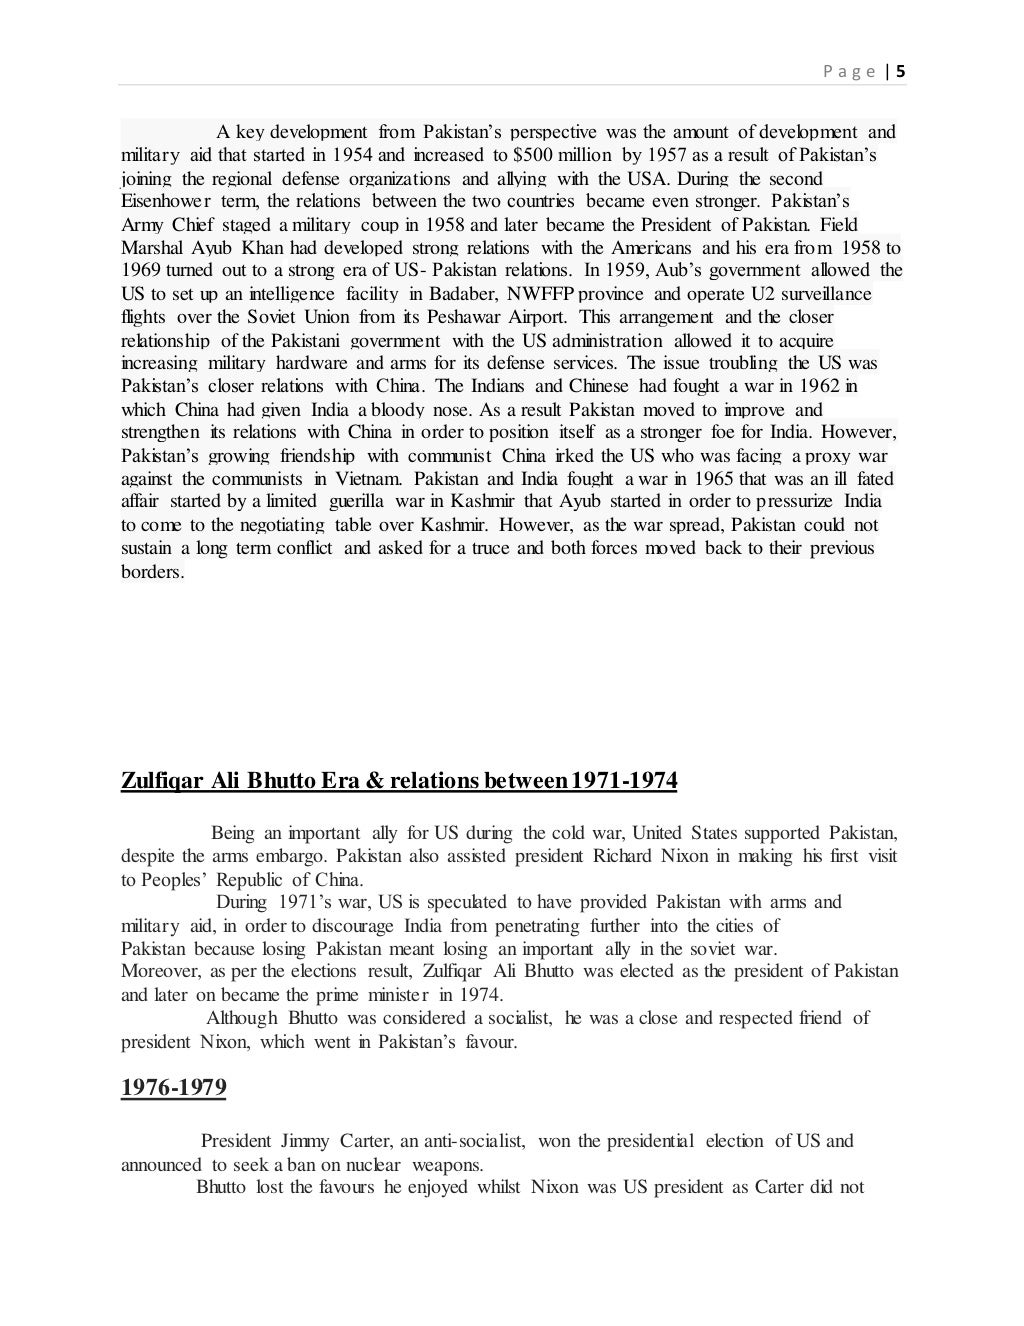 Page | 5
A key development from Pakistan's perspective was the amount of development and
military aid that started in 1954 and increased to $500 million by 1957 as a result of Pakistan's
joining the regional defense organizations and allying with the USA. During the second
Eisenhower term, the relations between the two countries became even stronger. Pakistan's
Army Chief staged a military coup in 1958 and later became the President of Pakistan. Field
Marshal Ayub Khan had developed strong relations with the Americans and his era from 1958 to
1969 turned out to a strong era of US- Pakistan relations. In 1959, Aub's government allowed the
US to set up an intelligence facility in Badaber, NWFFP province and operate U2 surveillance
flights over the Soviet Union from its Peshawar Airport. This arrangement and the closer
relationship of the Pakistani government with the US administration allowed it to acquire
increasing military hardware and arms for its defense services. The issue troubling the US was
Pakistan's closer relations with China. The Indians and Chinese had fought a war in 1962 in
which China had given India a bloody nose. As a result Pakistan moved to improve and
strengthen its relations with China in order to position itself as a stronger foe for India. However,
Pakistan's growing friendship with communist China irked the US who was facing a proxy war
against the communists in Vietnam. Pakistan and India fought a war in 1965 that was an ill fated
affair started by a limited guerilla war in Kashmir that Ayub started in order to pressurize India
to come to the negotiating table over Kashmir. However, as the war spread, Pakistan could not
sustain a long term conflict and asked for a truce and both forces moved back to their previous
borders.
Zulfiqar Ali Bhutto Era & relations between 1971-1974
Being an important ally for US during the cold war, United States supported Pakistan,
despite the arms embargo. Pakistan also assisted president Richard Nixon in making his first visit
to Peoples' Republic of China.
During 1971's war, US is speculated to have provided Pakistan with arms and
military aid, in order to discourage India from penetrating further into the cities of
Pakistan because losing Pakistan meant losing an important ally in the soviet war.
Moreover, as per the elections result, Zulfiqar Ali Bhutto was elected as the president of Pakistan
and later on became the prime minister in 1974.
Although Bhutto was considered a socialist, he was a close and respected friend of
president Nixon, which went in Pakistan's favour.
1976-1979
President Jimmy Carter, an anti-socialist, won the presidential election of US and
announced to seek a ban on nuclear weapons.
Bhutto lost the favours he enjoyed whilst Nixon was US president as Carter did not